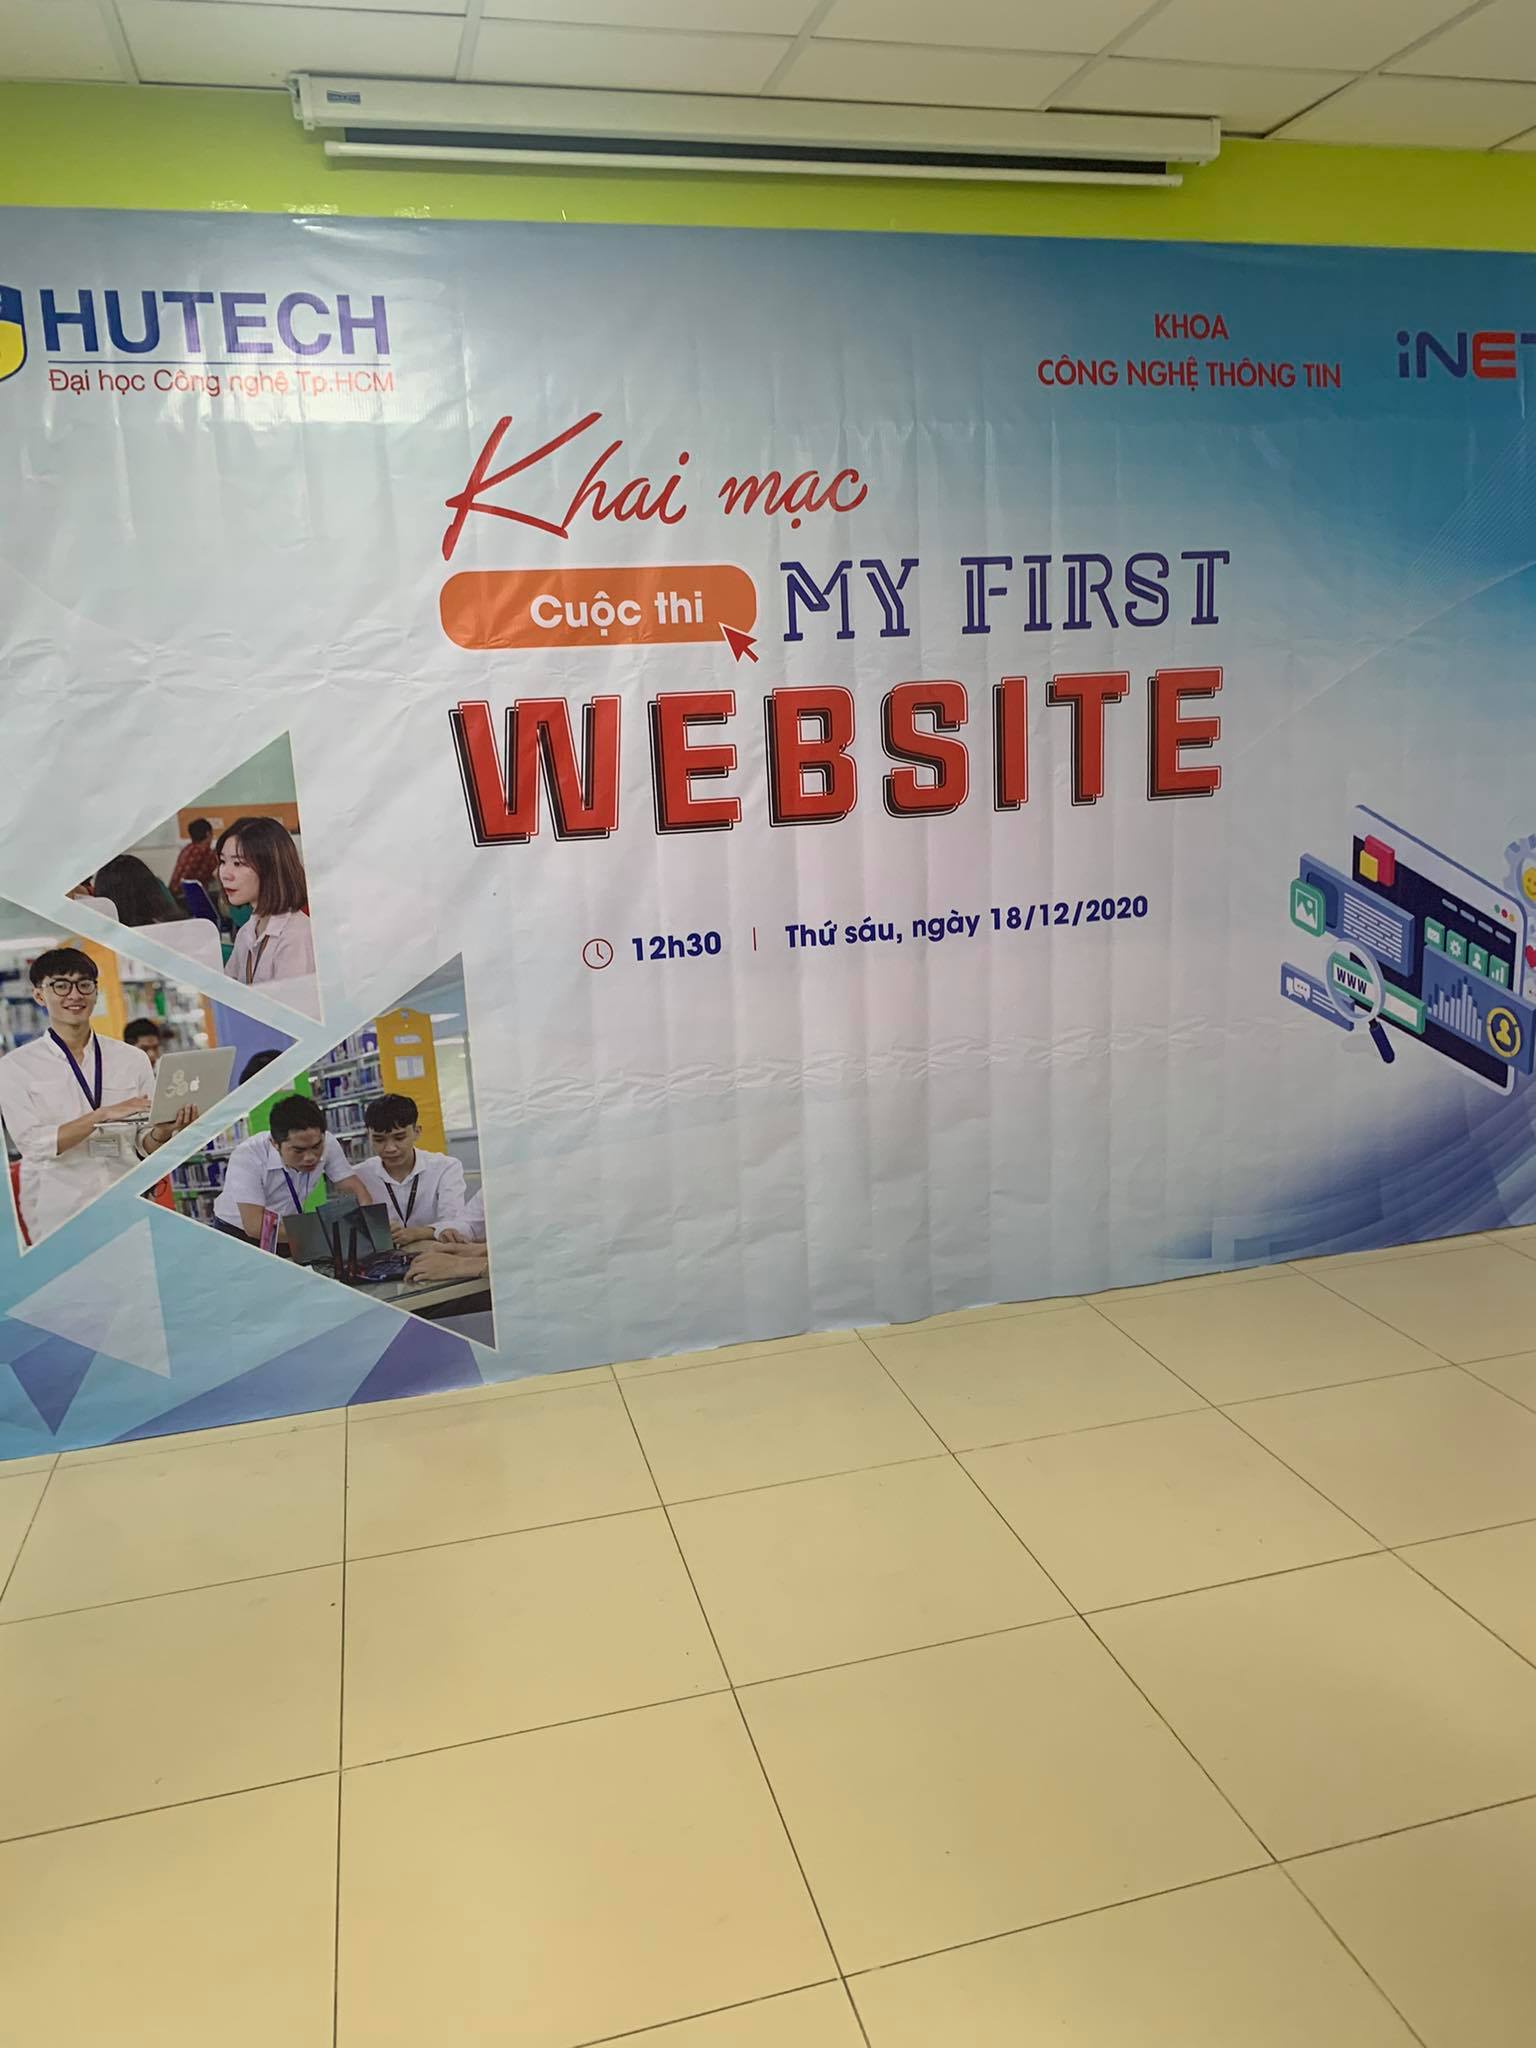 HUTECH
Đại học Công nghệ Tp.HCM
KHOA
CÔNG NGHỆ THÔNG TIN
iNET
Khai mạc
Cuộc thi MY FIRST
WEBSITE
12h30 | Thứ sáu, ngày 18/12/2020
WWW